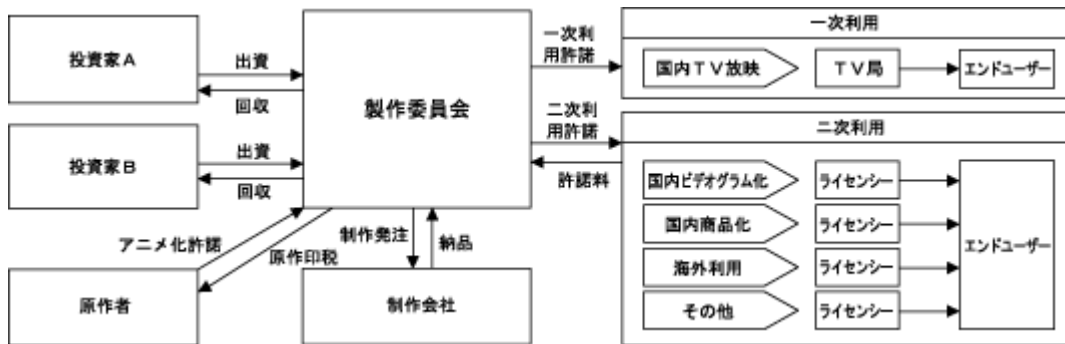 投資家A
出資
回収
投資家B
出資
回収
製作委員会
アニメ化許諾
原作印税
制作発注
納品
原作者
制作会社
一次利
用許諾
二次利
用許諾
許諾料
一次利用
国内TV放映
TV局
エンドユーザー
二次利用
国内ビデオグラム化
ライセンシー
国内商品化
ライセンシー
海外利用
ライセンシー
その他
ライセンシー
エンドユーザー